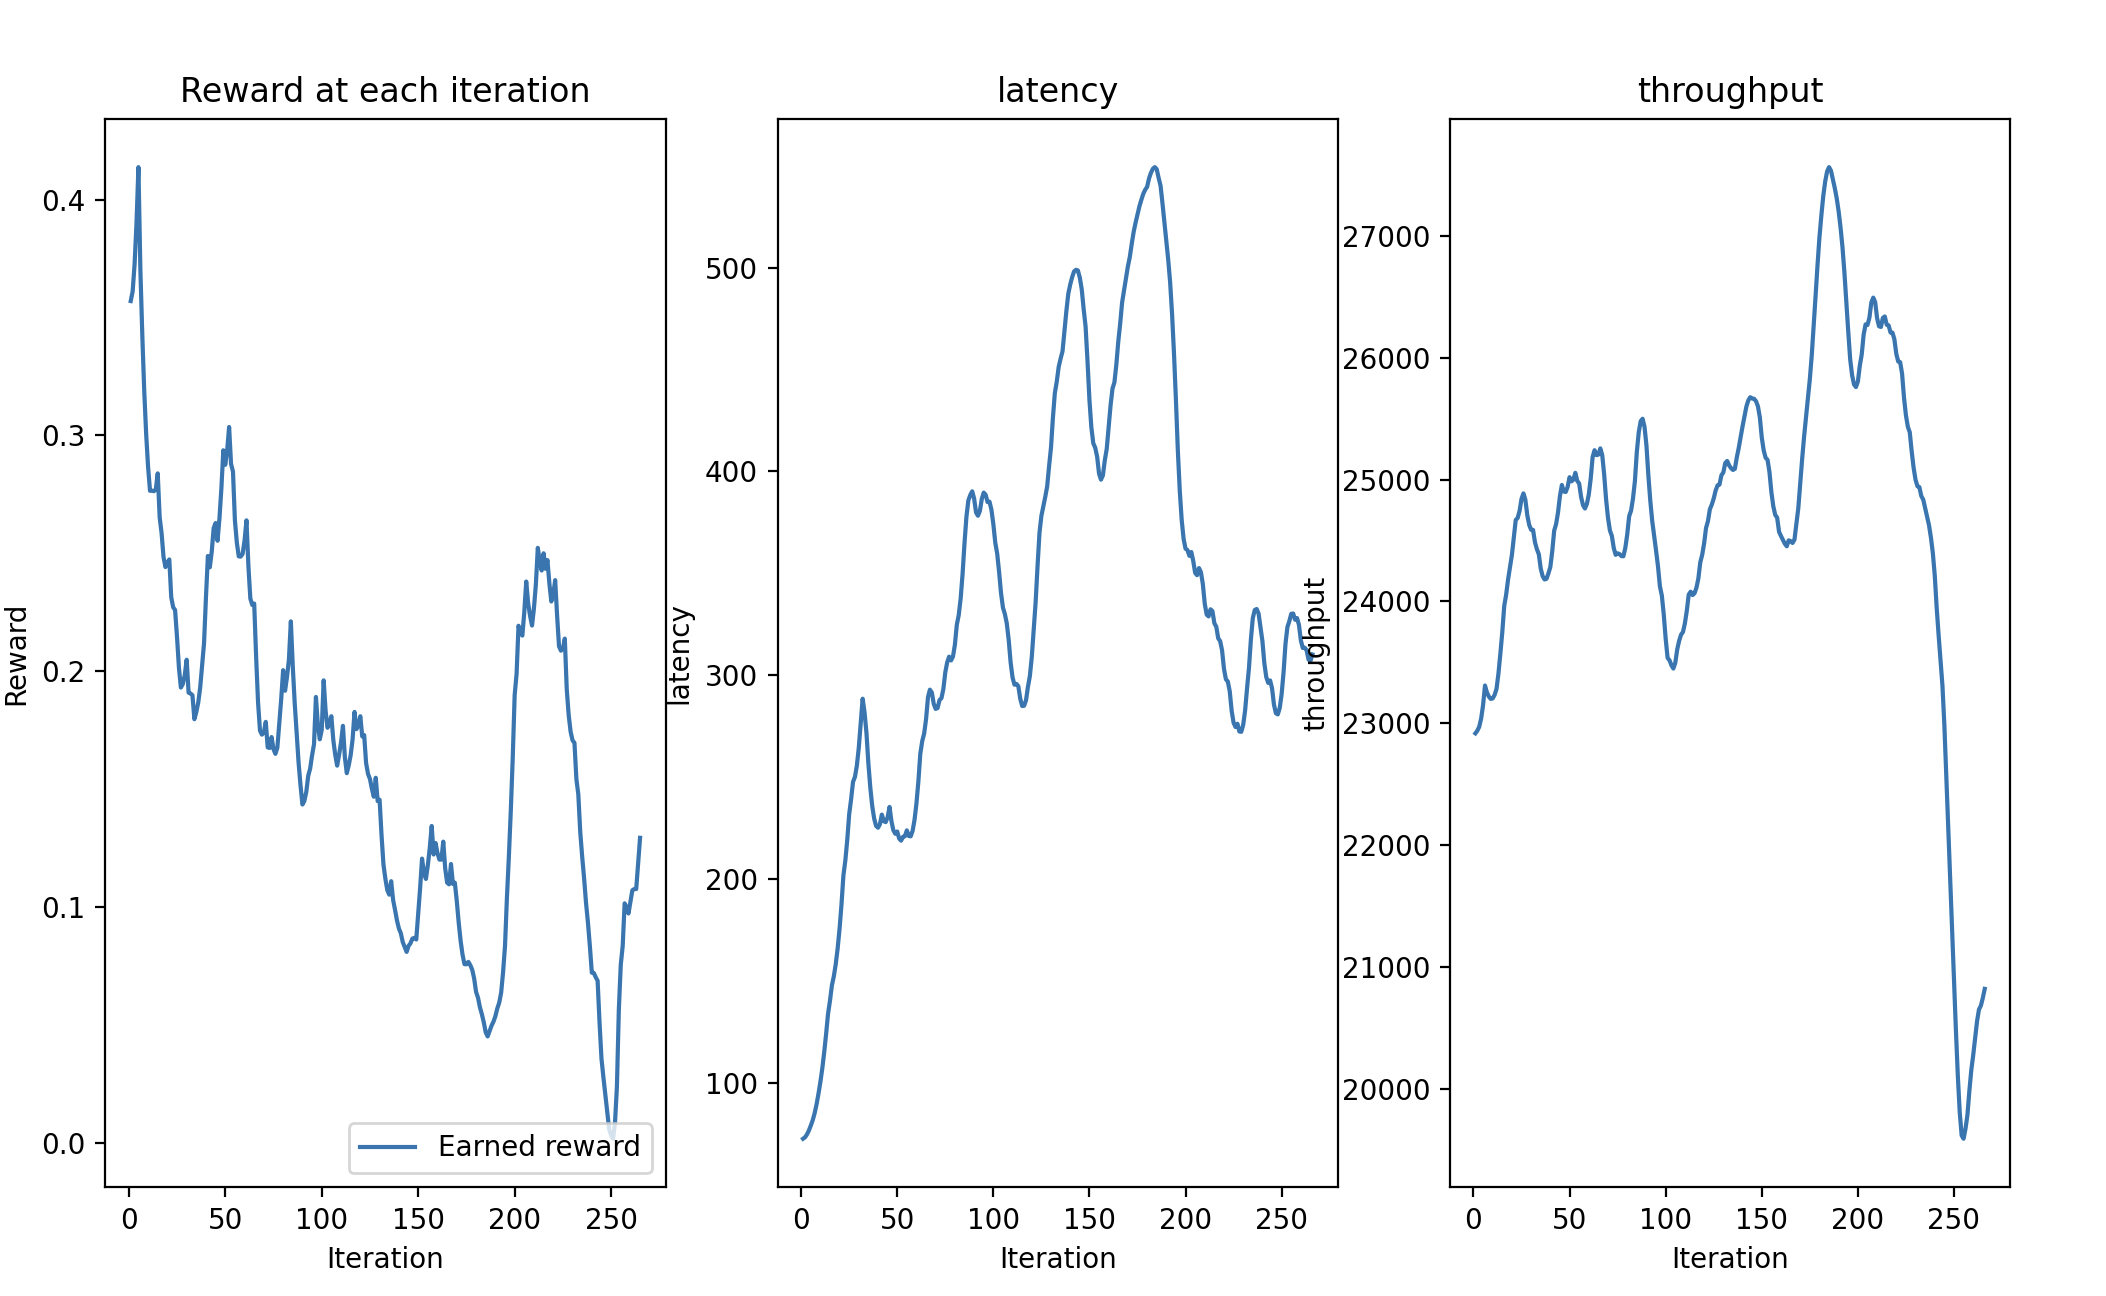 Reward at each iteration
Reward
0.4
0.3
0.2
0.1
0.0
Earned reward
0 50 100 150 200 250
Iteration
latency
latency
500
400
300
200
100
0 50 100 150 200 250
Iteration
throughput
throughput
27000
26000
25000
24000
23000
22000
21000
20000
0 50 100 150 200 250
Iteration